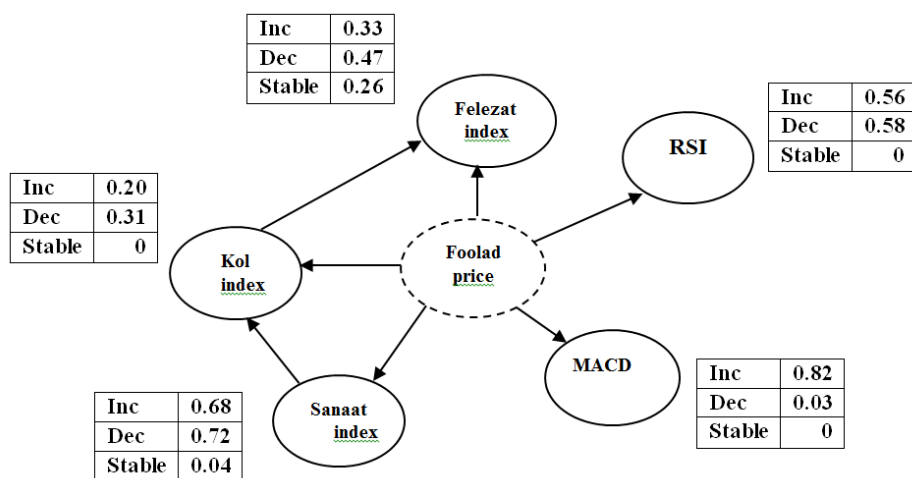 Inc 0.33
Dec 0.47
Stable 0.26
Felezat
index
RSI
Inc 0.56
Dec 0.58
Stable 0
Inc 0.20
Dec 0.31
Stable 0
Kol
index
Foolad
price
MACD
Inc 0.82
Dec 0.03
Stable 0
Inc 0.68
Dec 0.72
Stable 0.04
Sanaat
index